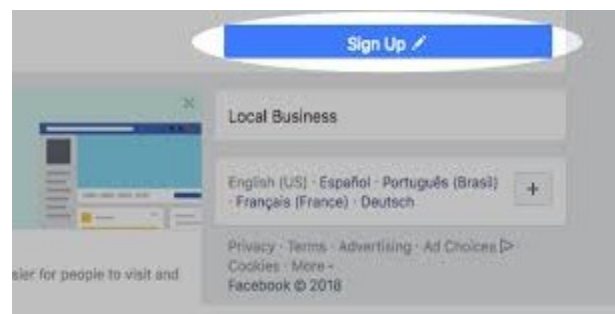 Sign Up
Local Business
English (US) · Español · Português (Brasil)
· Français (France) · Deutsch
+
Privacy · Terms · Advertising · Ad Choices
Cookies · More
Facebook © 2018
sier for people to visit and